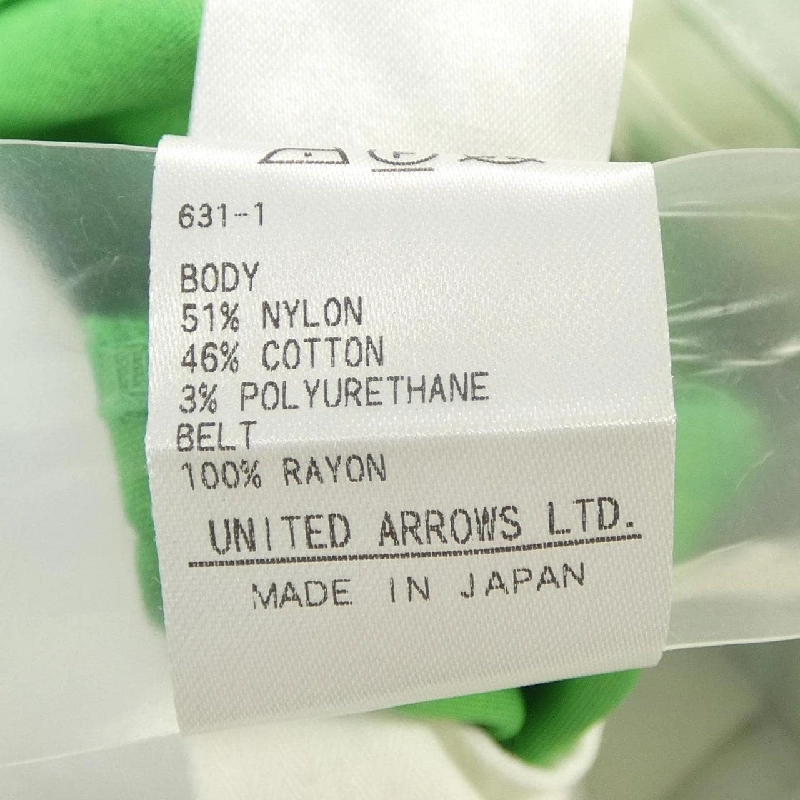 631-1
BODY
51% NYLON
46% COTTON
3% POLYURETHANE
BELT
100% RAYON
UNITED ARROWS LTD.
MADE IN JAPAN